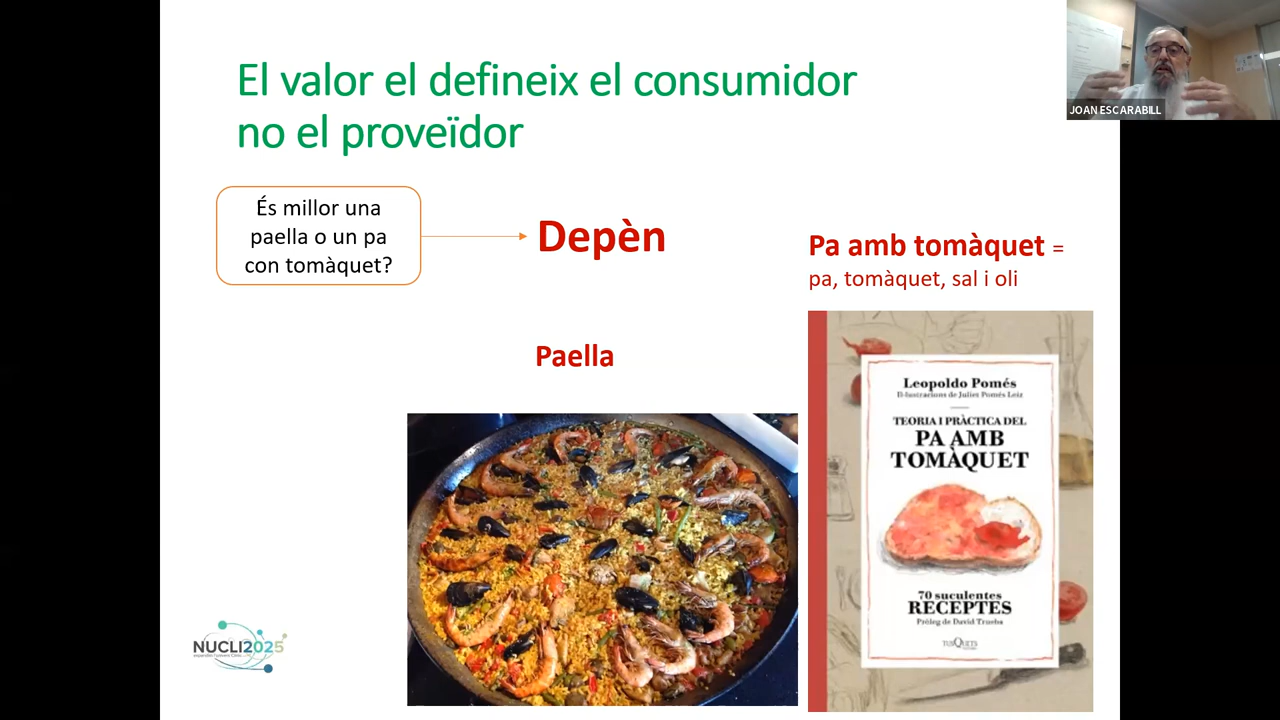 El valor el defineix el consumidor
no el proveïdor
JOAN ESCARABILL
És millor una
paella o un pa
con tomàquet?
Depèn
Pa amb tomàquet =
pa, tomàquet, sal i oli
Paella
Leopoldo Pomés
Il·lustracions de Juliet Pomés Leiz
TEORIA I PRÀCTICA DEL
PA AMB
TOMÀQUET
70 suculentes
RECEPTES
Pròleg de David Trueba
TUSQUETS
NUCLI2025